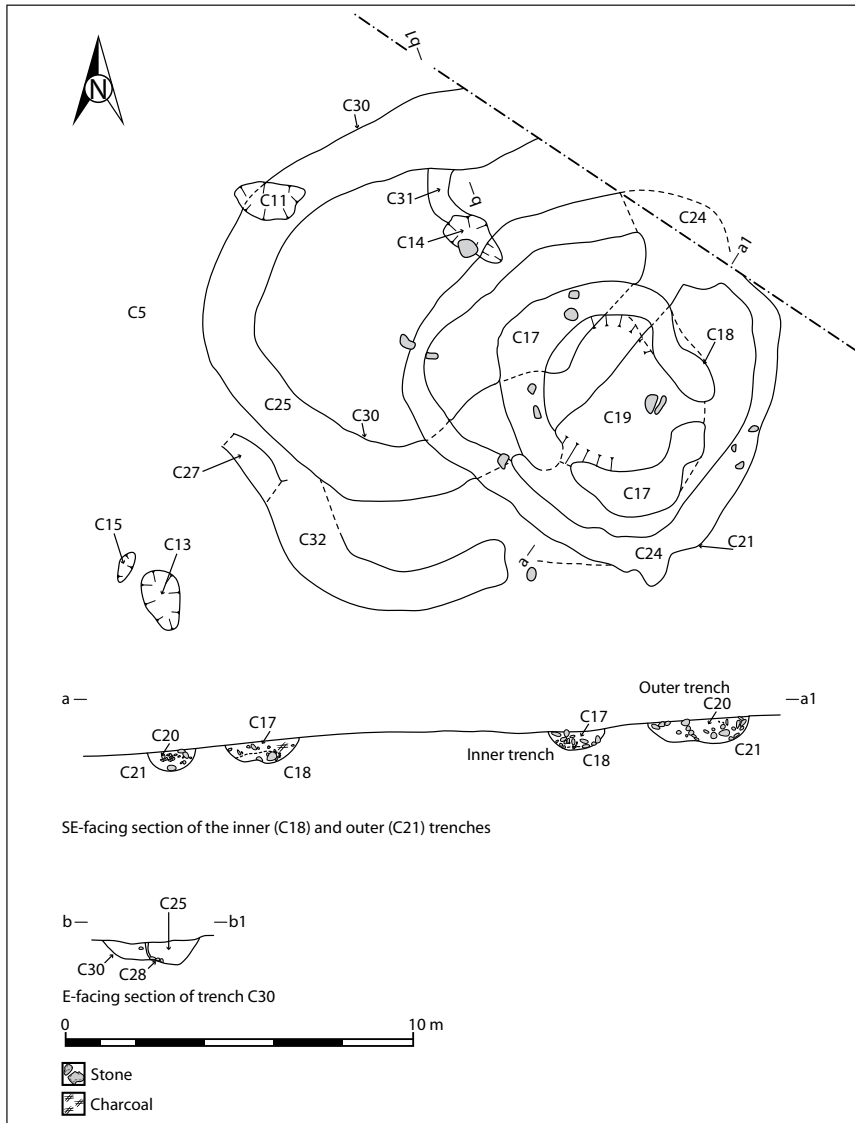 N
b1
C30
C11
C31
b
C14
C24
a1
C5
C17
C18
C25
C30
C19
C27
C17
C15
C13
C32
a
C24
C21
a
Outer trench
a1
C20
C17
C17
C20
C21
C18
Inner trench
C18
C21
SE-facing section of the inner (C18) and outer (C21) trenches
C25
b
b1
C30
C28
E-facing section of trench C30
0
10 m
Stone
Charcoal